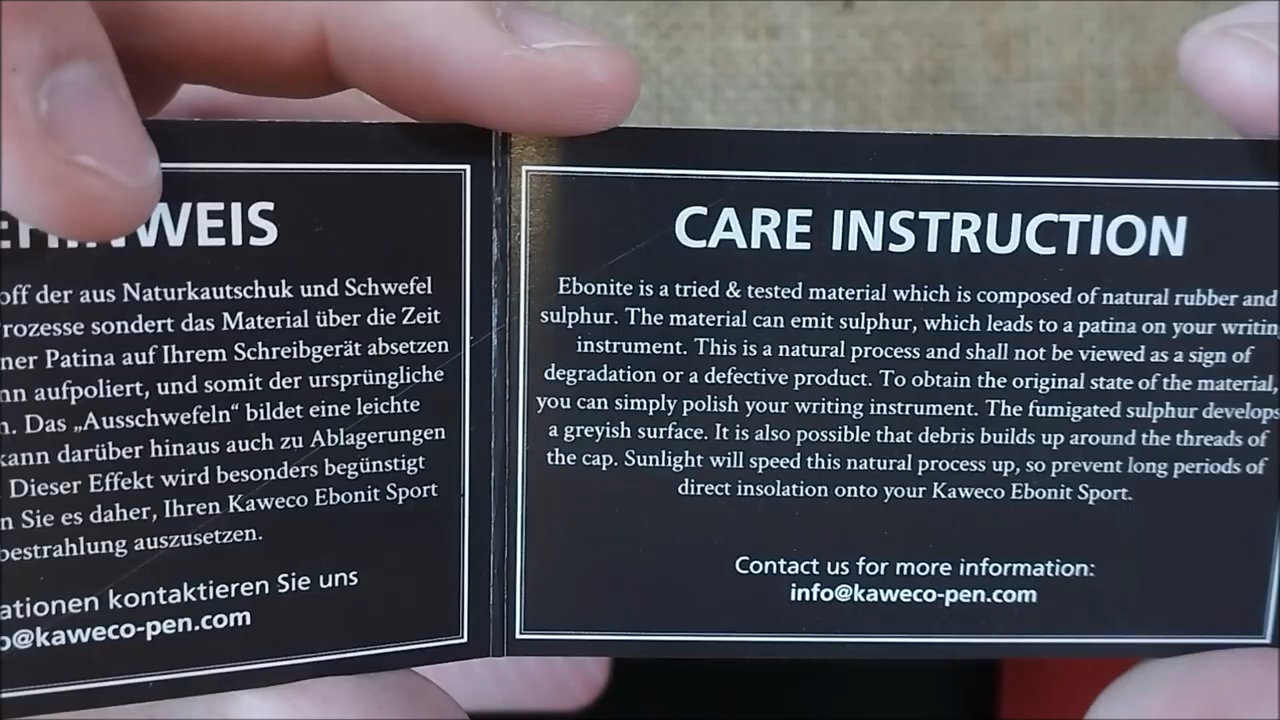 WEIS
der aus Naturkautschuk und Schwefel
sondert das Material über die Zeit
Patina auf Ihrem Schreibgerät absetzen
aufpoliert, und somit der ursprüngliche
Das „Ausschwefeln“ bildet eine leichte
kann darüber hinaus auch zu Ablagerungen
Dieser Effekt wird besonders begünstigt
Sie es daher, Ihren Kaweco Ebonit Sport
auszusetzen.
kontaktieren Sie uns
@kaweco-pen.com
CARE INSTRUCTION
Ebonite is a tried & tested material which is composed of natural rubber and
sulphur. The material can emit sulphur, which leads to a patina on your writin
instrument. This is a natural process and shall not be viewed as a sign of
degradation or a defective product. To obtain the original state of the material,
you can simply polish your writing instrument. The fumigated sulphur develops
a greyish surface. It is also possible that debris builds up around the threads of
the cap. Sunlight will speed this natural process up, so prevent long periods of
direct insolation onto your Kaweco Ebonit Sport.
Contact us for more information:
info@kaweco-pen.com